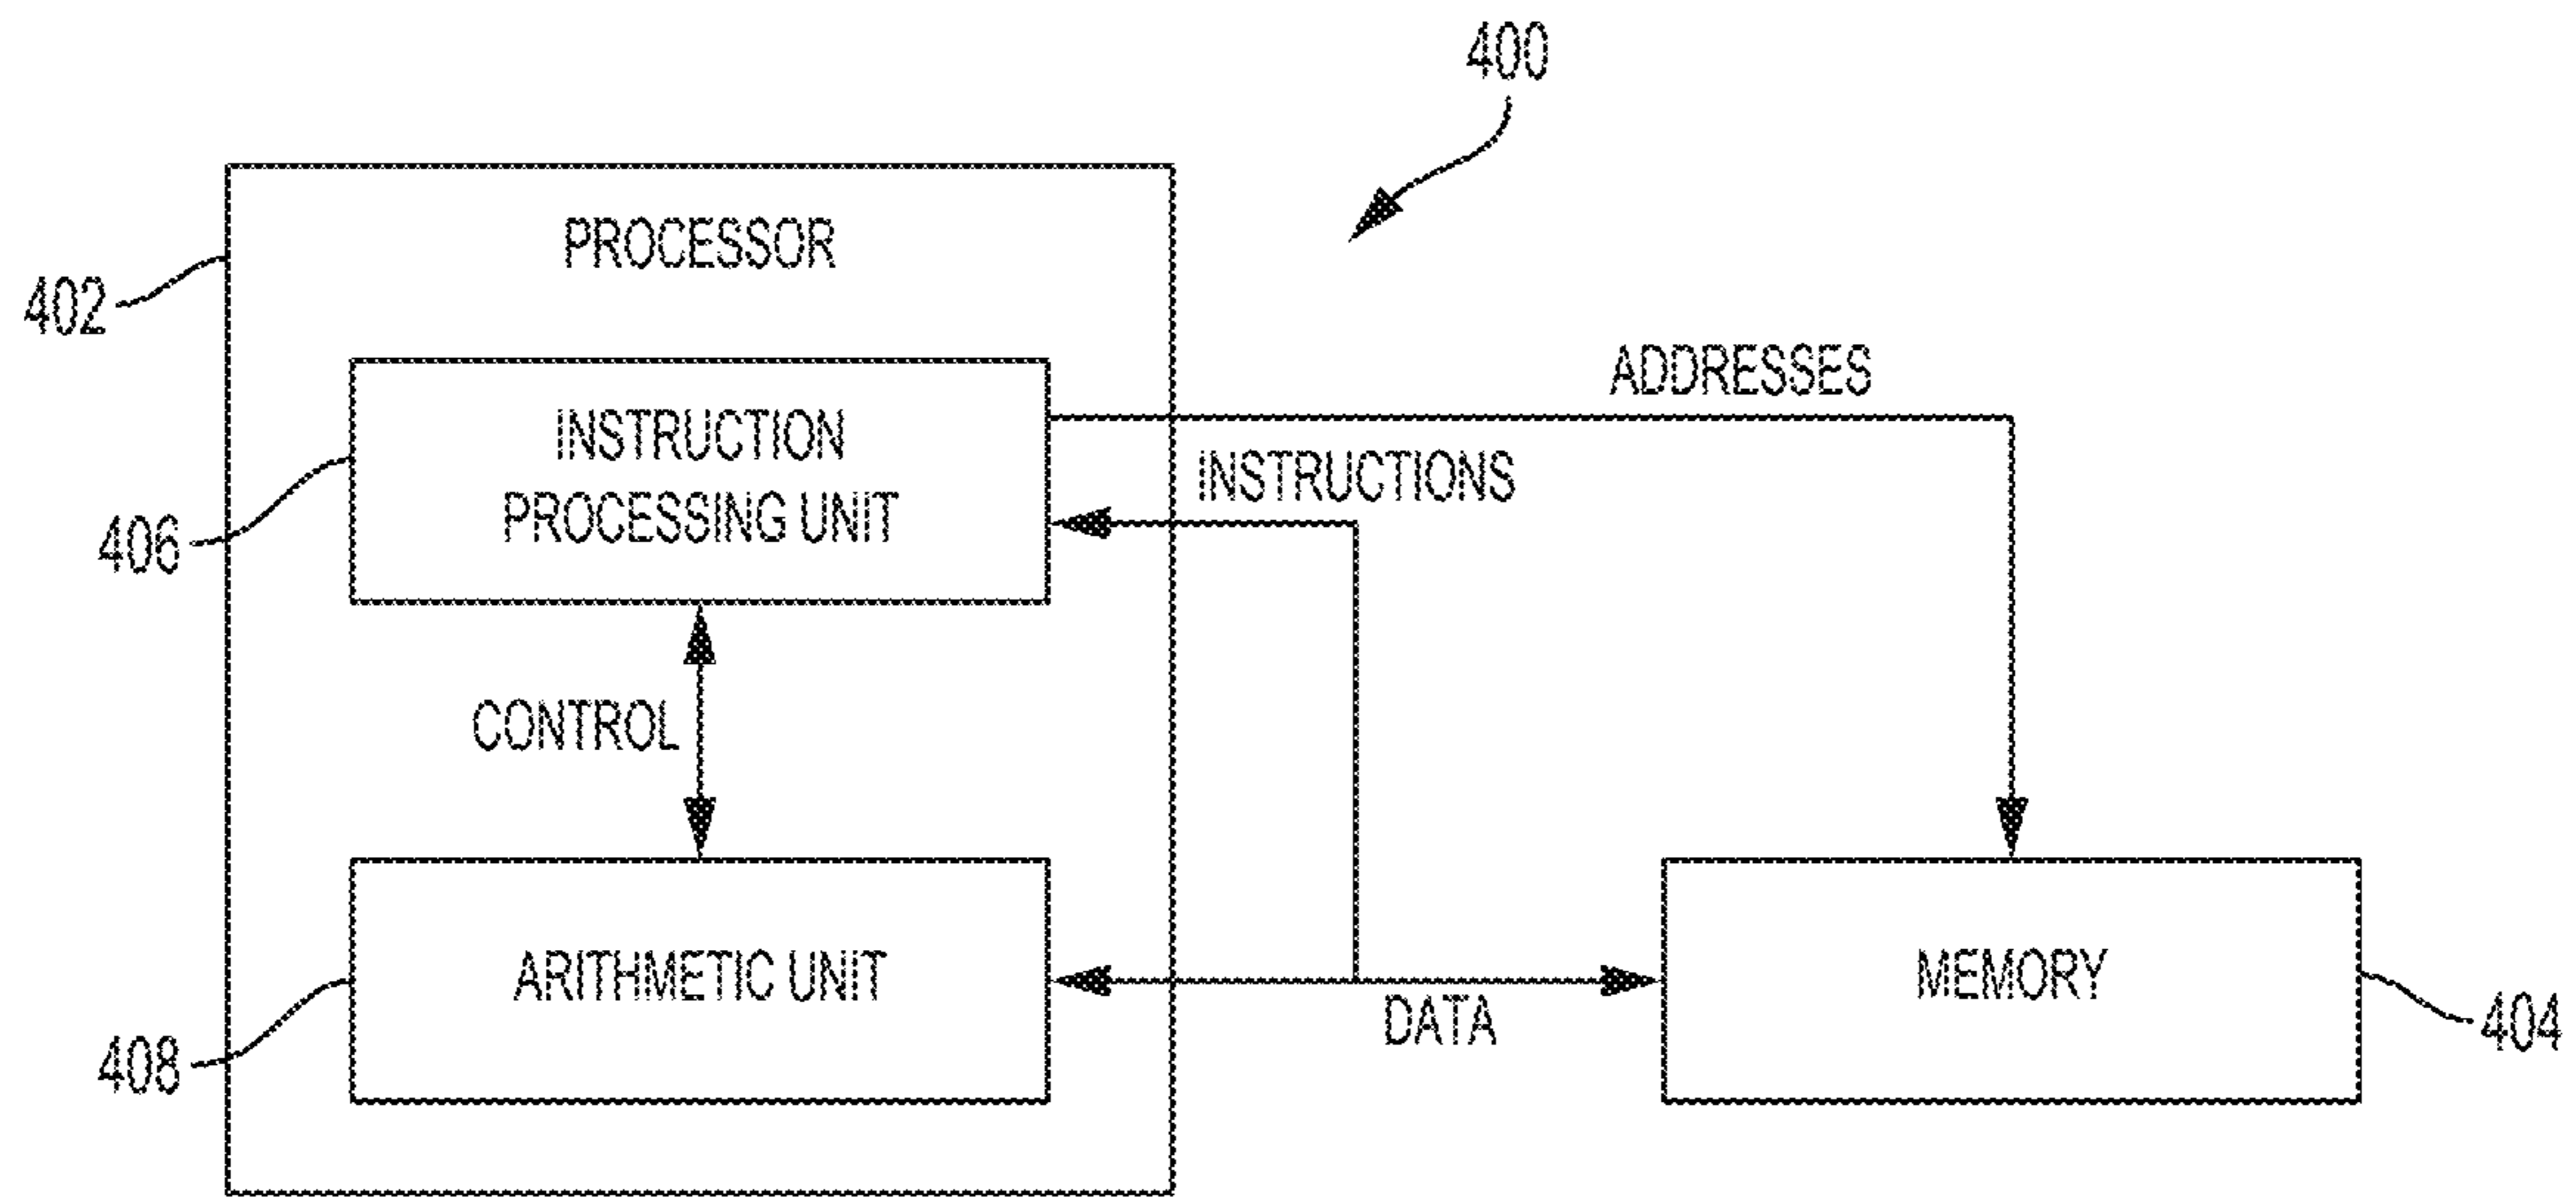 400
PROCESSOR
402
ADDRESSES
INSTRUCTION
PROCESSING UNIT
INSTRUCTIONS
406
CONTROL
ARITHMETIC UNIT
MEMORY
DATA
404
408